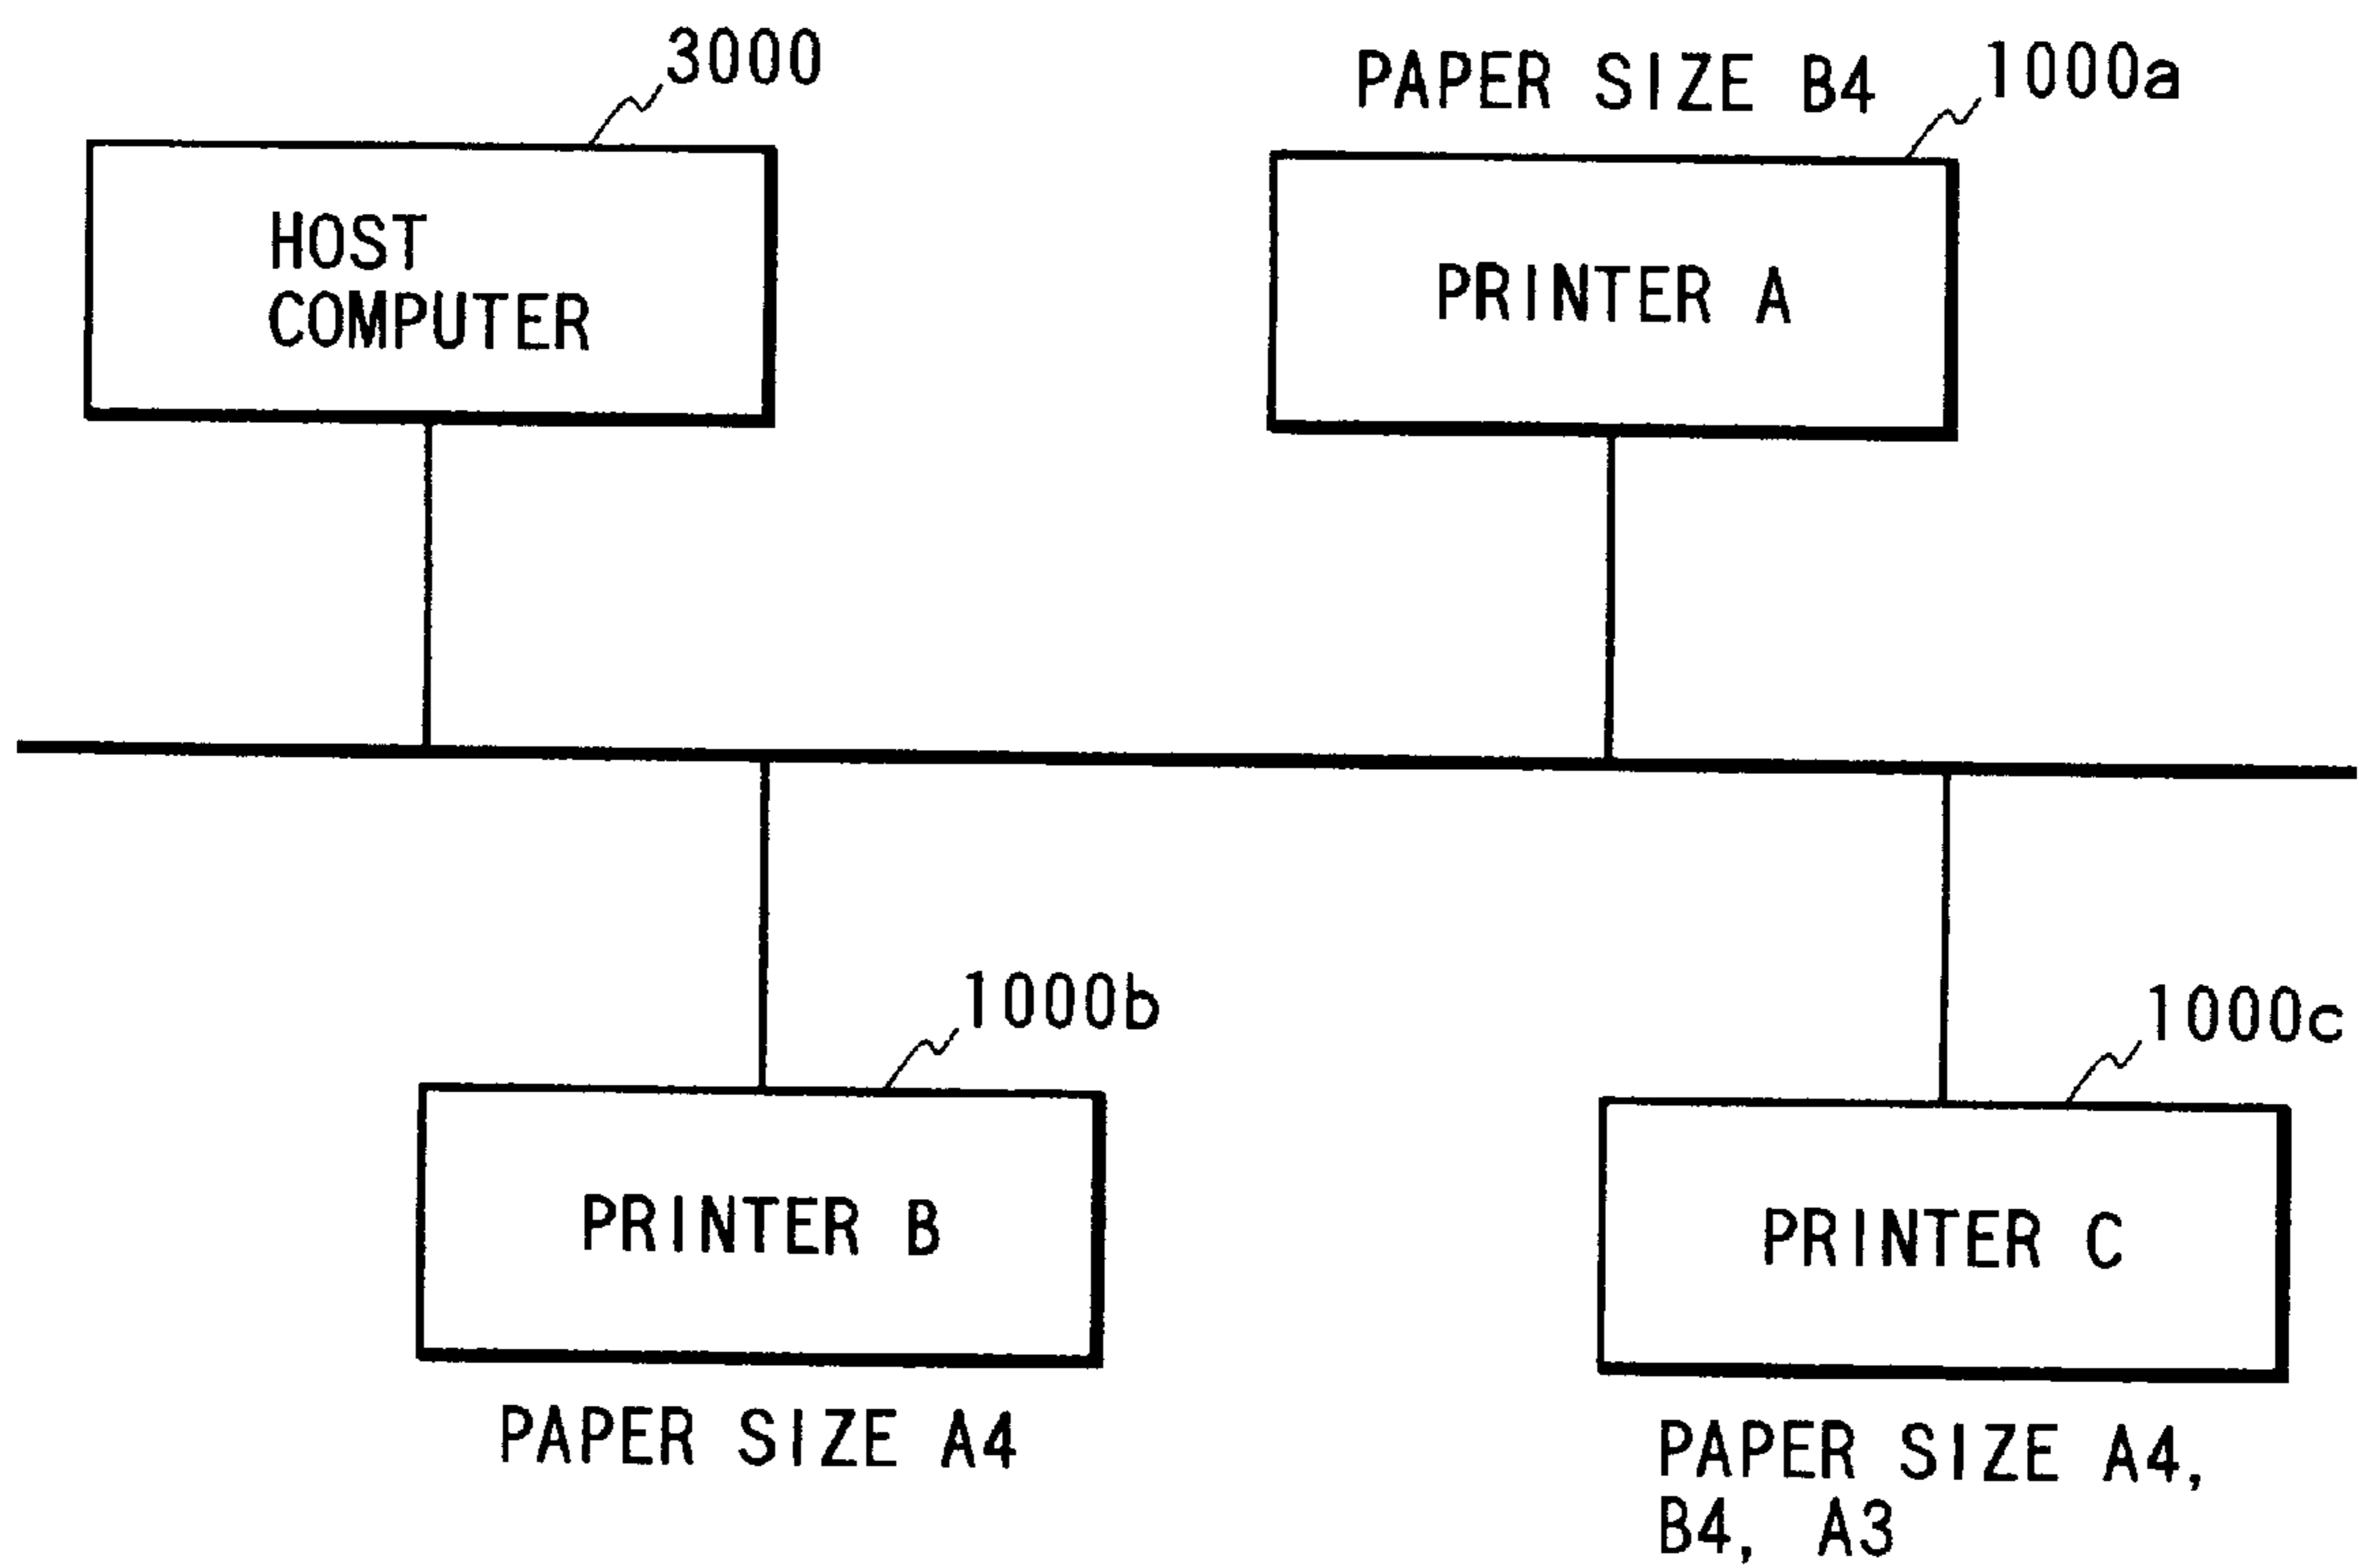 3000
HOST
COMPUTER
PAPER SIZE B4
1000a
PRINTER A
1000b
PRINTER B
PAPER SIZE A4
1000c
PRINTER C
PAPER SIZE A4,
B4, A3